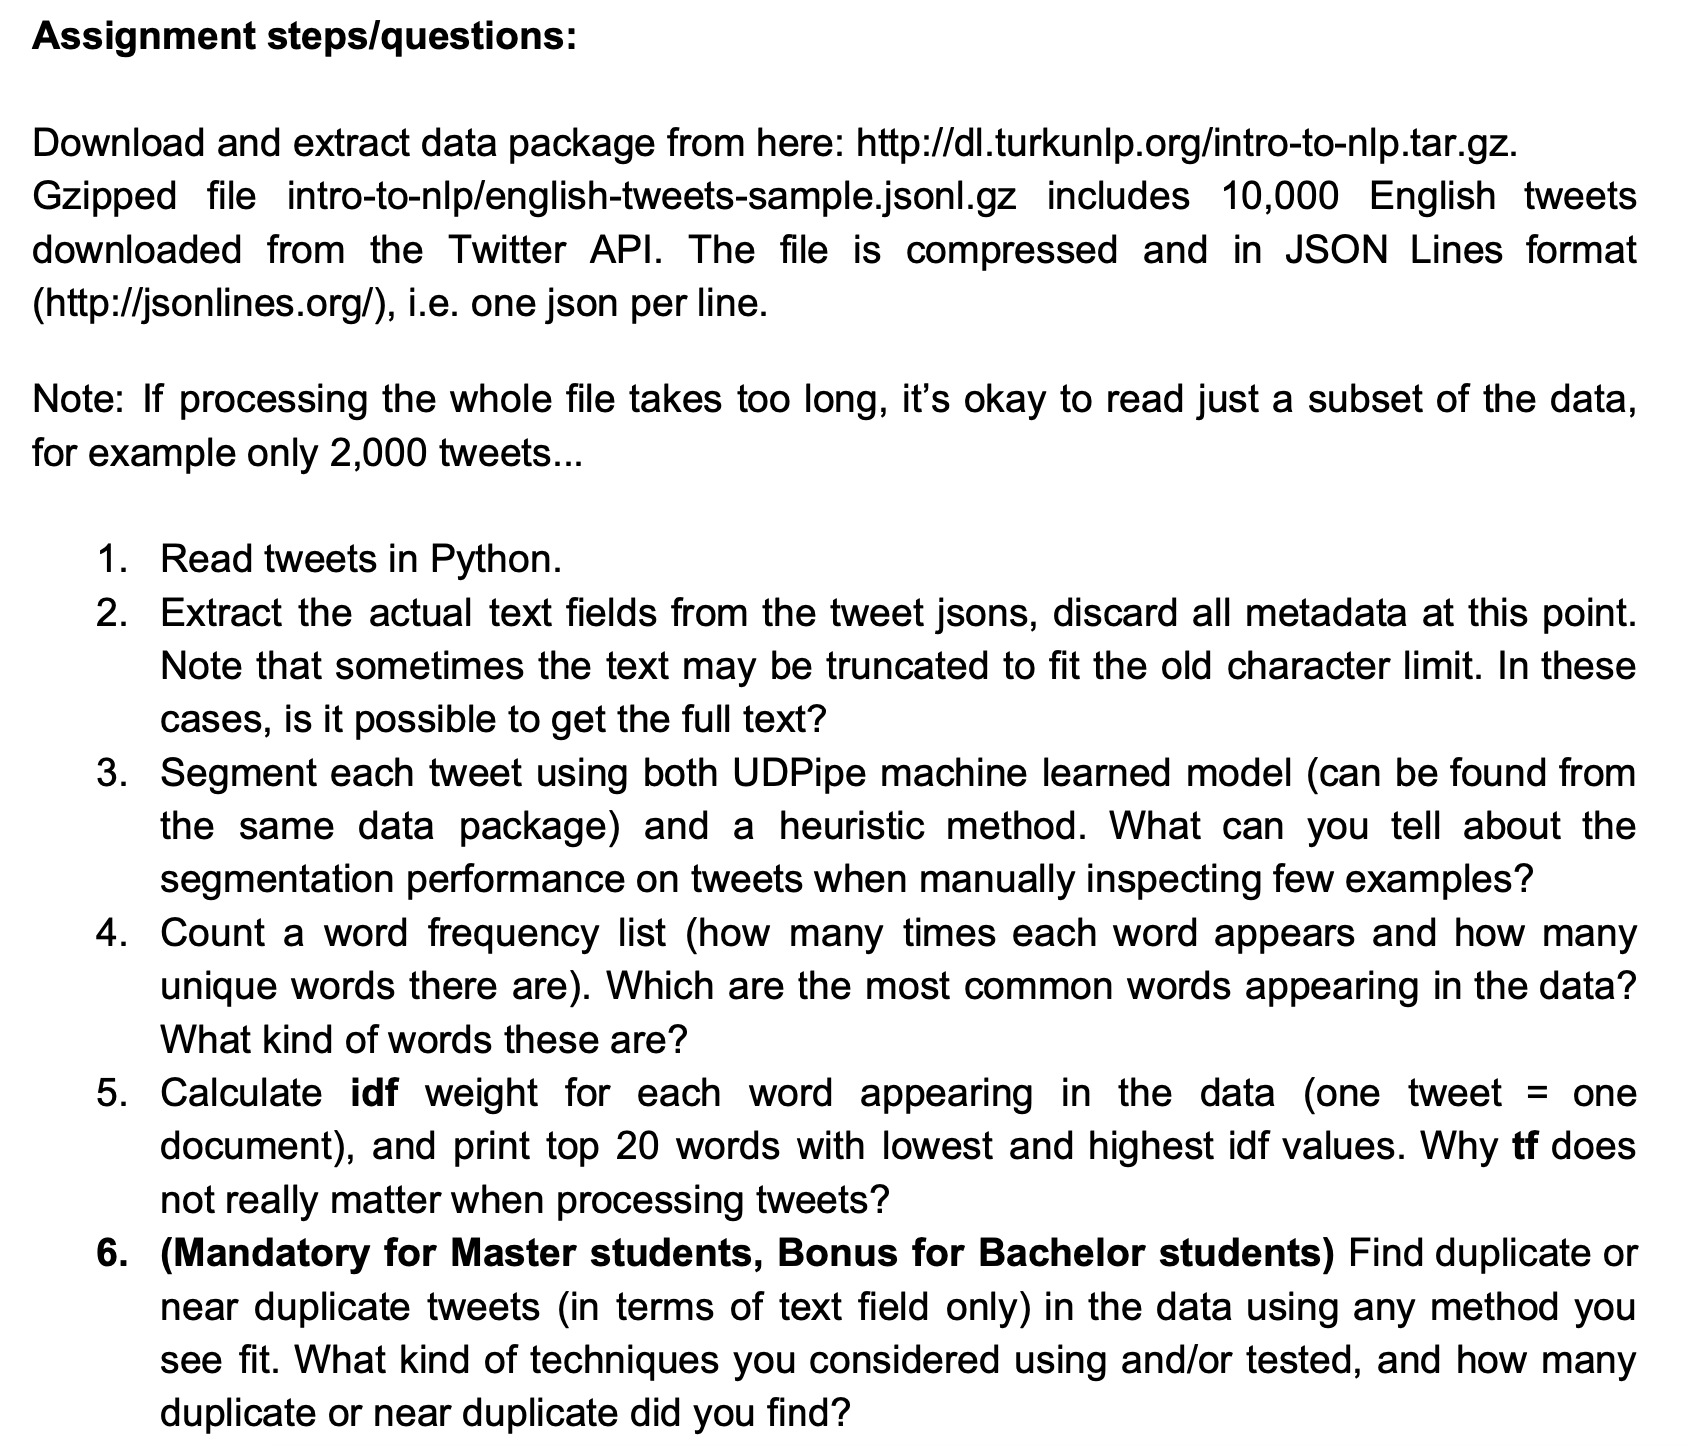 Assignment steps/questions:
Download and extract data package from here: http://dl.turkunlp.org/intro-to-nlp.tar.gz.
Gzipped file intro-to-nlp/english-tweets-sample.jsonl.gz includes 10,000 English tweets
downloaded from the Twitter API. The file is compressed and in JSON Lines format
(http://jsonlines.org/), i.e. one json per line.
Note: If processing the whole file takes too long, it’s okay to read just a subset of the data,
for example only 2,000 tweets...
1. Read tweets in Python.
2. Extract the actual text fields from the tweet jsons, discard all metadata at this point.
Note that sometimes the text may be truncated to fit the old character limit. In these
cases, is it possible to get the full text?
3. Segment each tweet using both UDPipe machine learned model (can be found from
the same data package) and a heuristic method. What can you tell about the
segmentation performance on tweets when manually inspecting few examples?
4. Count a word frequency list (how many times each word appears and how many
unique words there are). Which are the most common words appearing in the data?
What kind of words these are?
5. Calculate idf weight for each word appearing in the data (one tweet = one
document), and print top 20 words with lowest and highest idf values. Why tf does
not really matter when processing tweets?
6. (Mandatory for Master students, Bonus for Bachelor students) Find duplicate or
near duplicate tweets (in terms of text field only) in the data using any method you
see fit. What kind of techniques you considered using and/or tested, and how many
duplicate or near duplicate did you find?